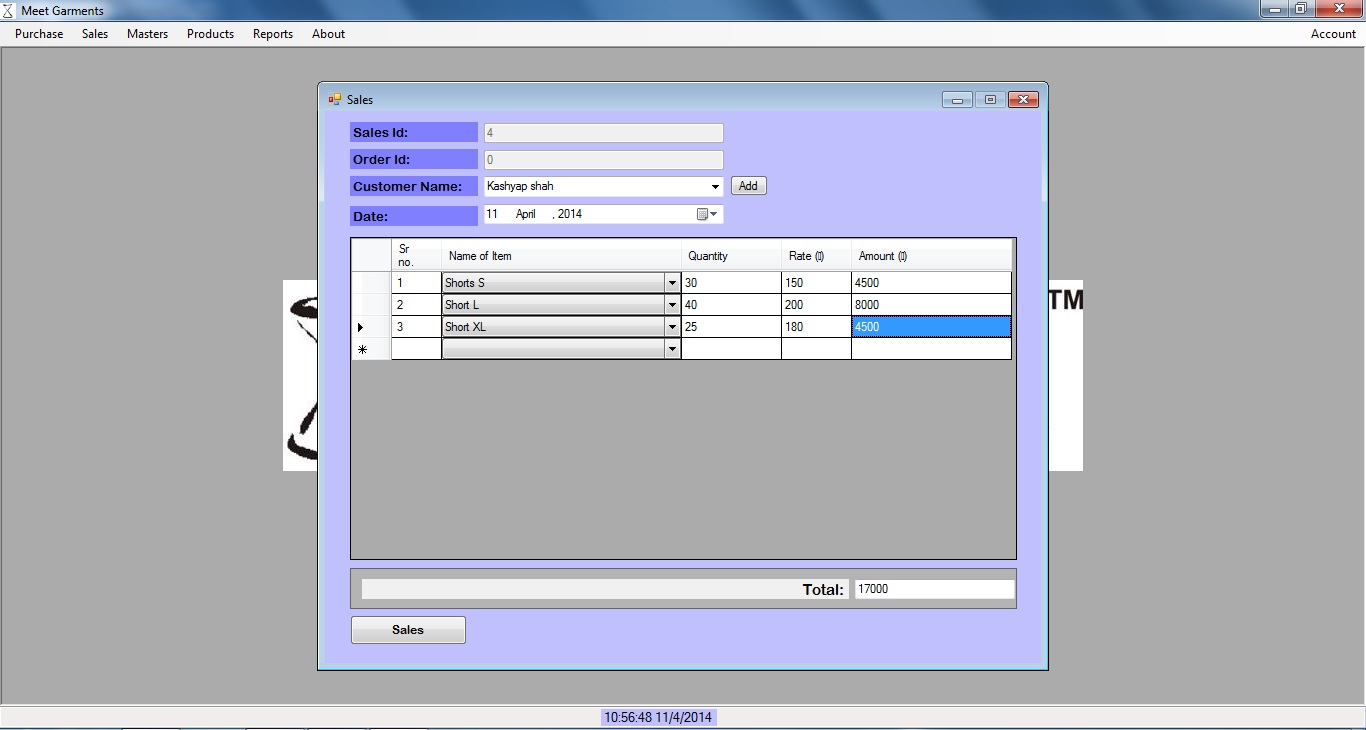 Meet Garments
Purchase Sales Masters Products Reports About Account
Sales
Sales Id: 4
Order Id: 0
Customer Name: Kashyap shah Add
Date: 11 April , 2014
Sr no. Name of Item Quantity Rate (▯) Amount (▯)
1 Shorts S 30 150 4500
2 Short L 40 200 8000
3 Short XL 25 180 4500
TM
Total: 17000
Sales
10:56:48 11/4/2014